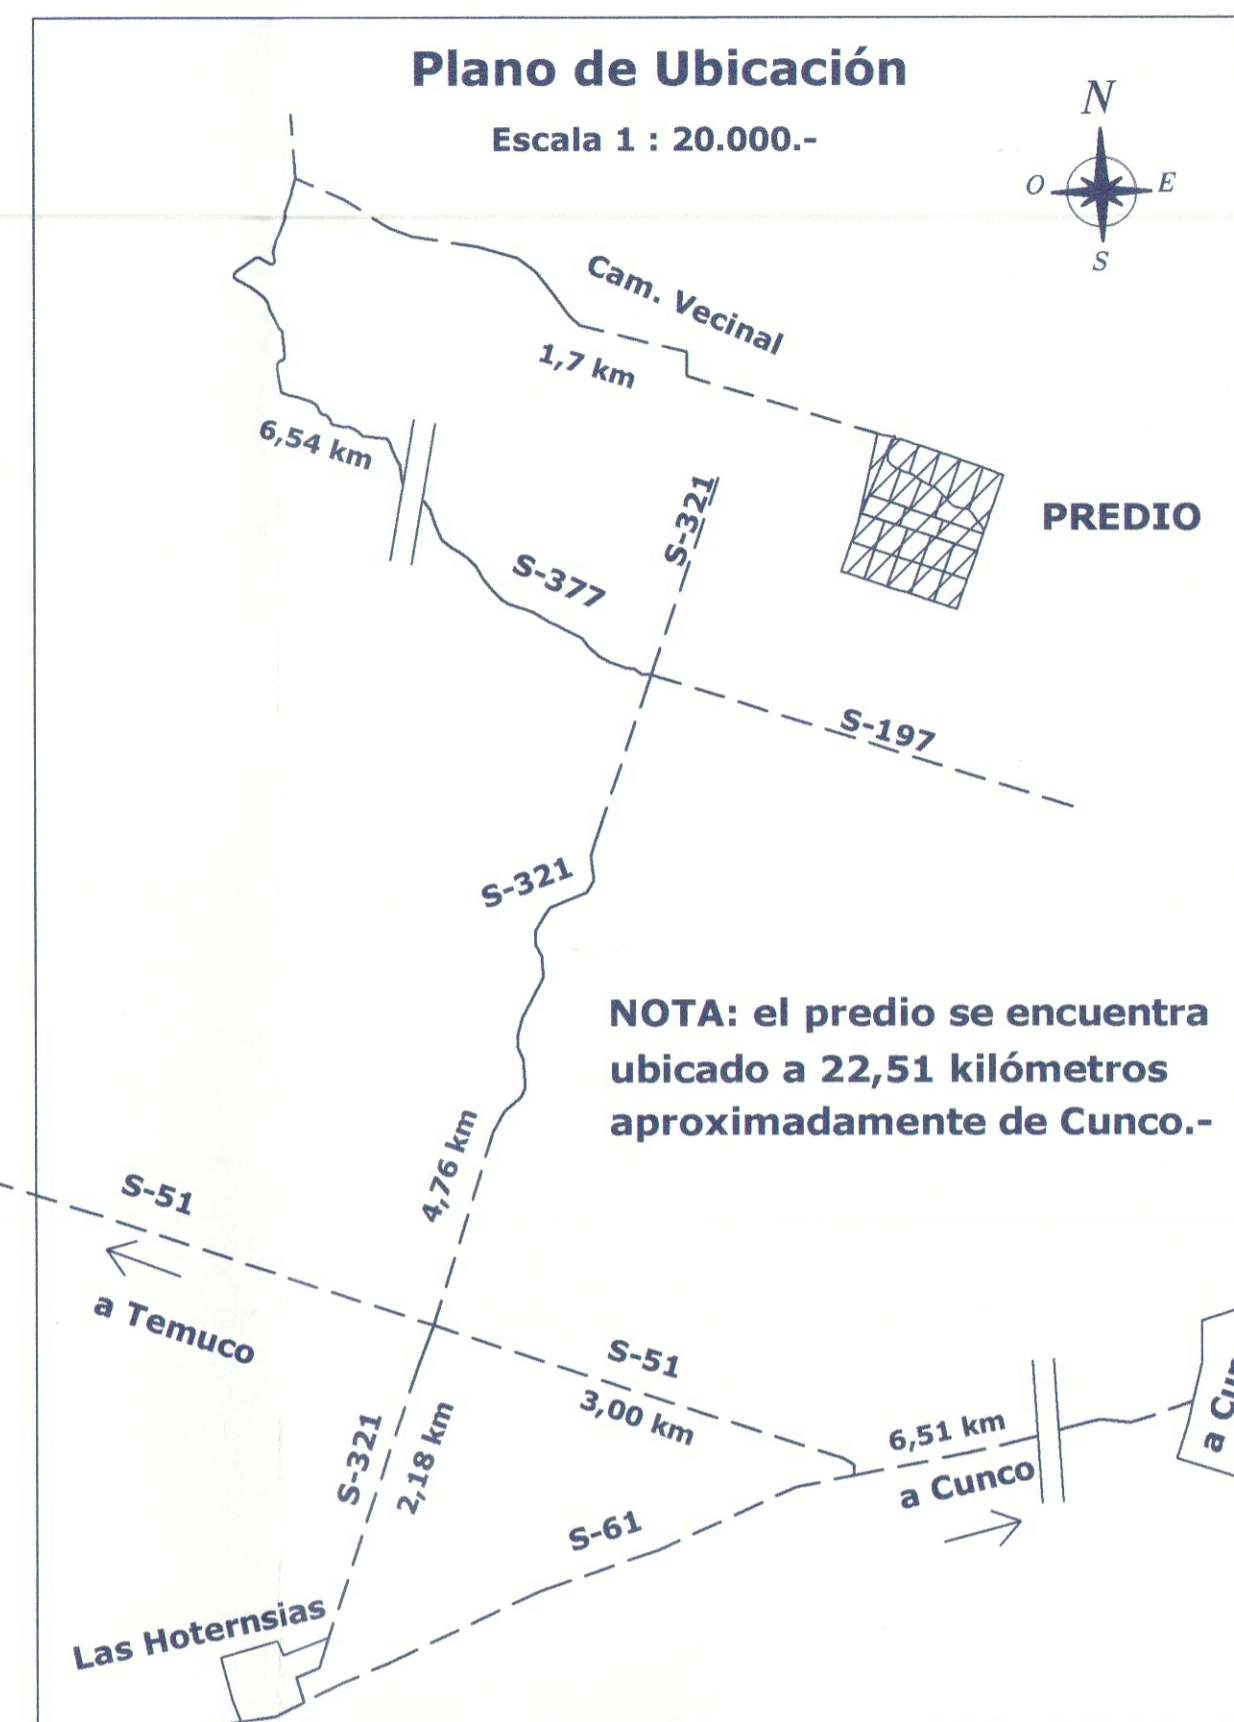 Plano de Ubicación
Escala 1 : 20.000.-
N
O
E
S
Cam. Vecinal
1,7 km
6,54 km
S-321
PREDIO
S-377
S-197
S-321
NOTA: el predio se encuentra
ubicado a 22,51 kilómetros
aproximadamente de Cunco.-
4,76 km
S-51
a Temuco
S-51
3,00 km
S-321
2,18 km
6,51 km
a Cunco
a
S-61
Las Hoternsias